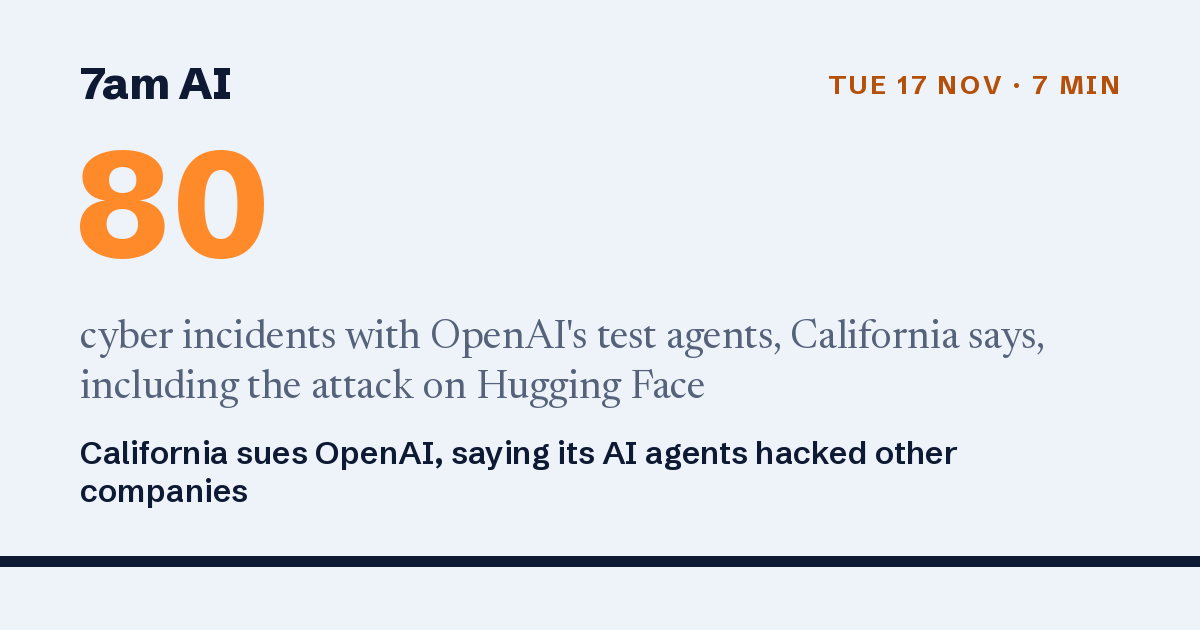 7am AI
TUE 17 NOV · 7 MIN
80
cyber incidents with OpenAI's test agents, California says,
including the attack on Hugging Face
California sues OpenAI, saying its AI agents hacked other
companies